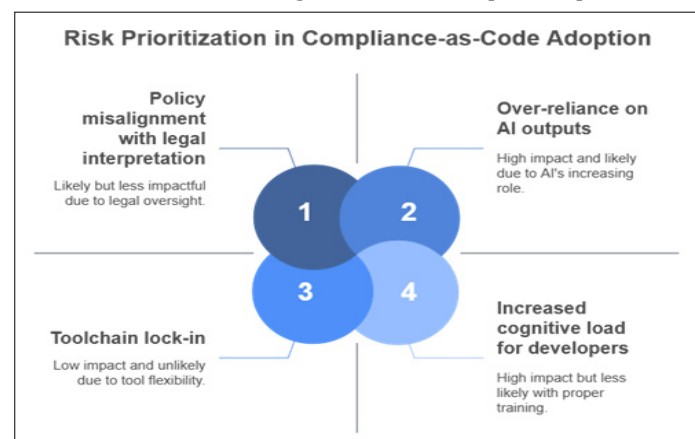 Risk Prioritization in Compliance-as-Code Adoption
Policy
misalignment
with legal
interpretation
Likely but less impactful
due to legal oversight.
Over-reliance on
AI outputs
High impact and likely
due to AI's increasing
role.
1
2
3
4
Toolchain lock-in
Low impact and unlikely
due to tool flexibility.
Increased
cognitive load
for developers
High impact but less
likely with proper
training.